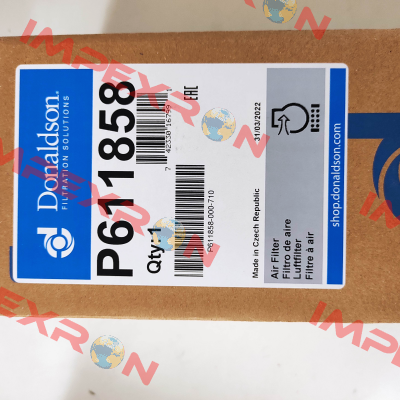 Donaldson.
FILTRATION SOLUTIONS
P611858
Qty:1
P611858-000-710
EAC
31/03/2022
Made in Czech Republic
Air Filter
Filtro de aire
Luftfilter
Filtre à air
shop.donaldson.com
IMPEXRON
IMPEXRON
IMPEXRON